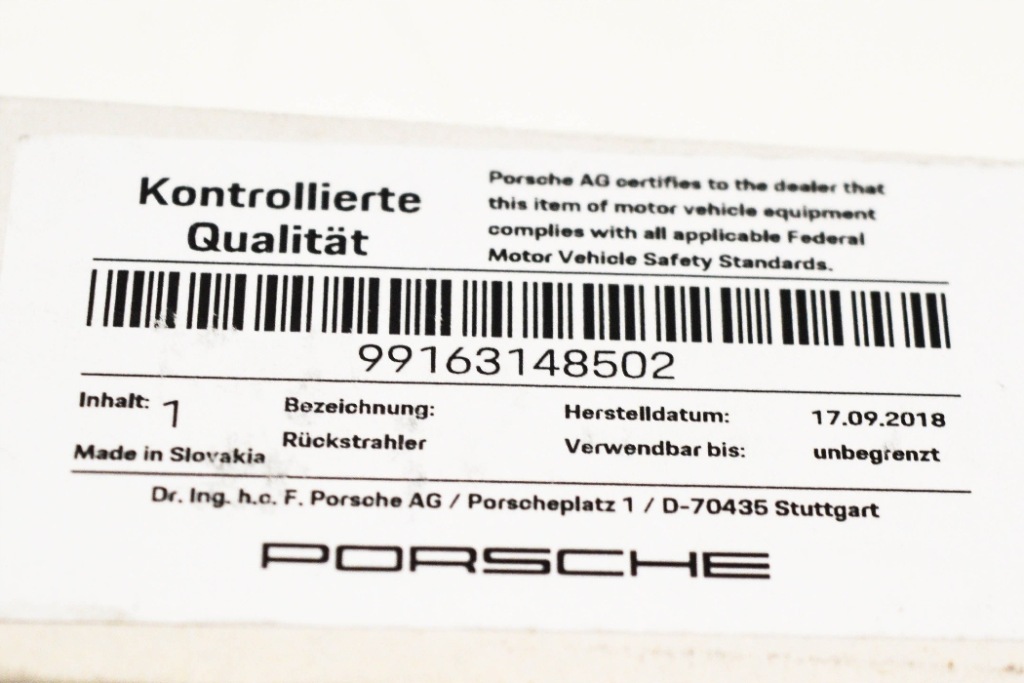 Kontrollierte
Qualität
Porsche AG certifies to the dealer that
this item of motor vehicle equipment
complies with all applicable Federal
Motor Vehicle Safety Standards.
99163148502
Inhalt: 1
Bezeichnung:
Herstelldatum: 17.09.2018
Rückstrahler
Verwendbar bis: unbegrenzt
Made in Slovakia
Dr. Ing. h.c. F. Porsche AG / Porscheplatz 1 / D-70435 Stuttgart
PORSCHE